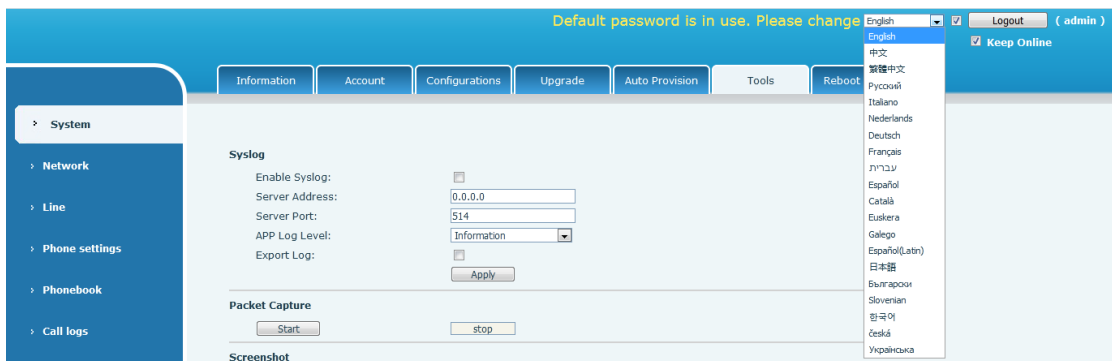 Default password is in use. Please change English Logout ( admin )
Keep Online
English
中文
繁體中文
Русский
Italiano
Nederlands
Deutsch
Français
עברית
Español
Català
Euskera
Galego
Español(Latin)
日本語
Български
Slovenian
한국어
česká
Українська
Information Account Configurations Upgrade Auto Provision Tools Reboot
System
Network
Line
Phone settings
Phonebook
Call logs
Syslog
Enable Syslog:
Server Address: 0.0.0.0
Server Port: 514
APP Log Level: Information
Export Log:
Apply
Packet Capture
Start stop
Screenshot